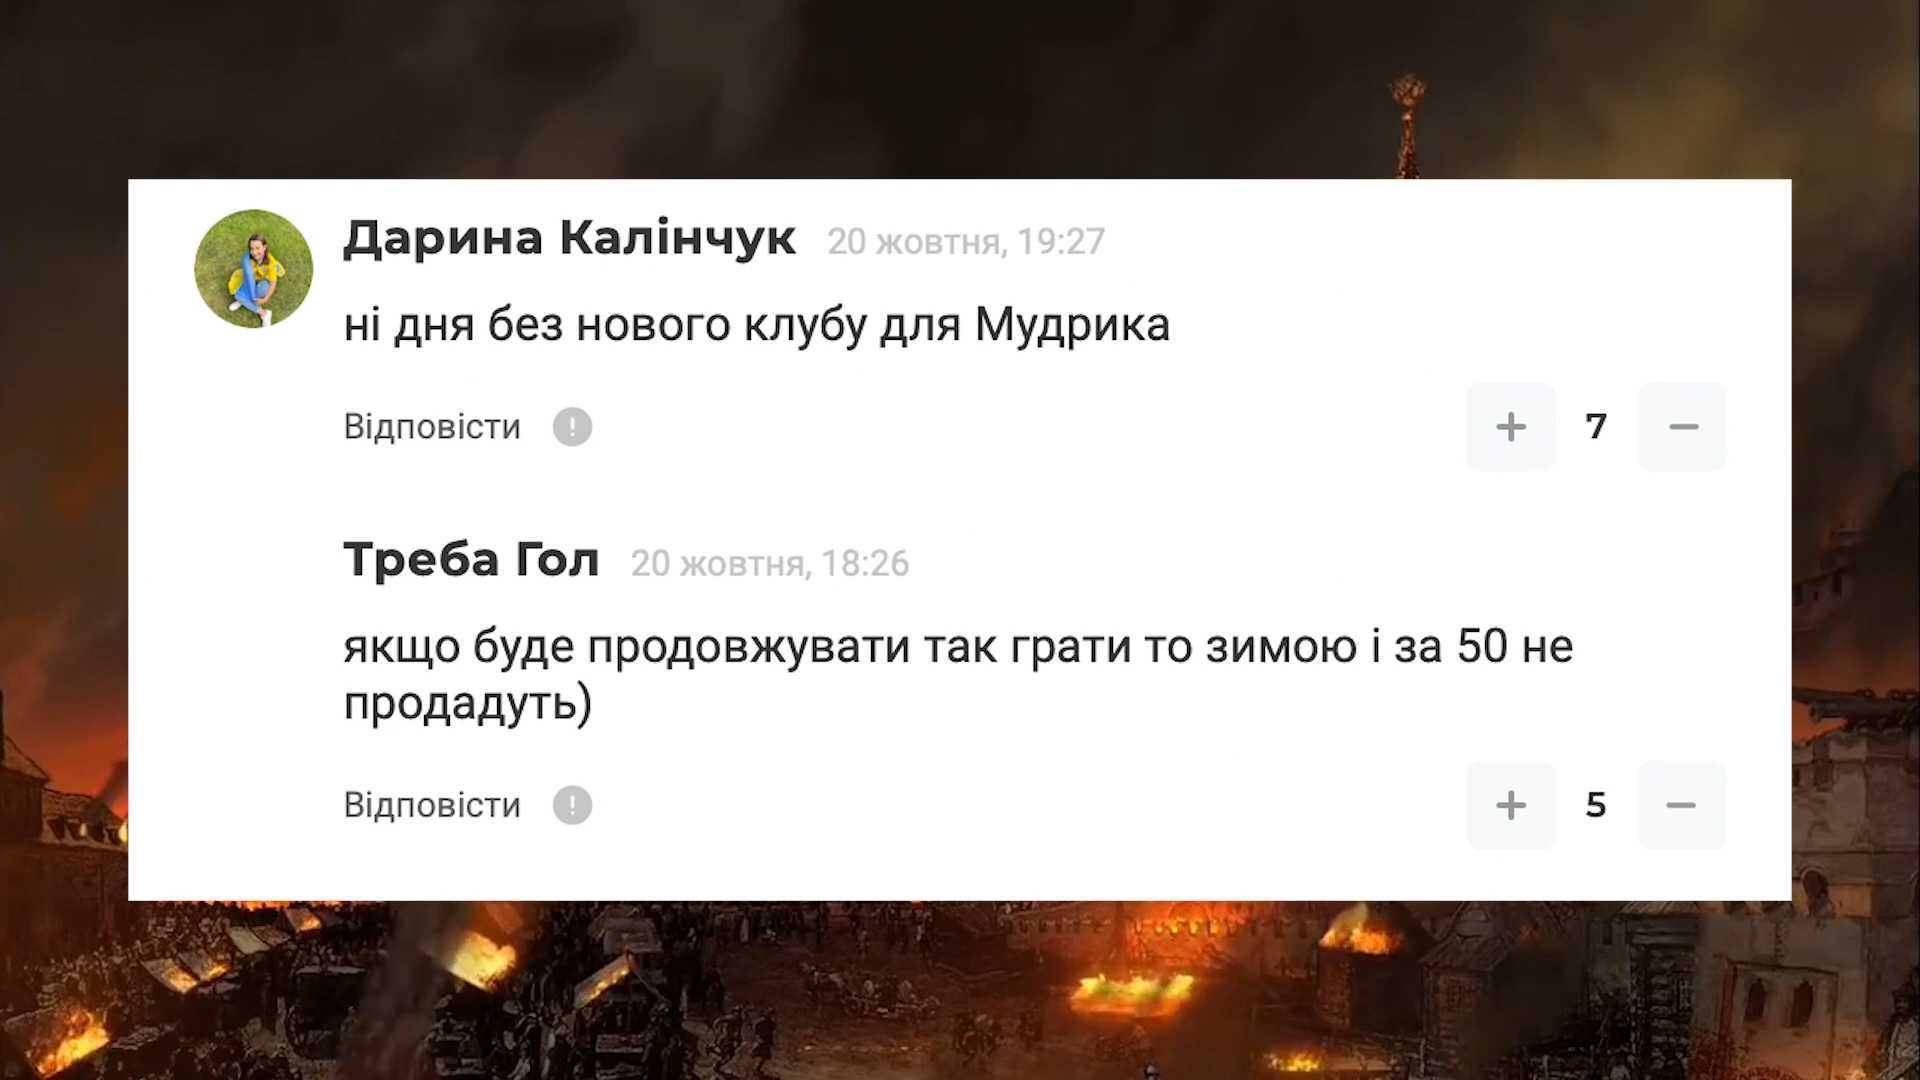 Дарина Калінчук 20 жовтня, 19:27
ні дня без нового клубу для Мудрика
Відповісти ! + 7 −
Треба Гол 20 жовтня, 18:26
якщо буде продовжувати так грати то зимою і за 50 не
продадуть)
Відповісти ! + 5 −